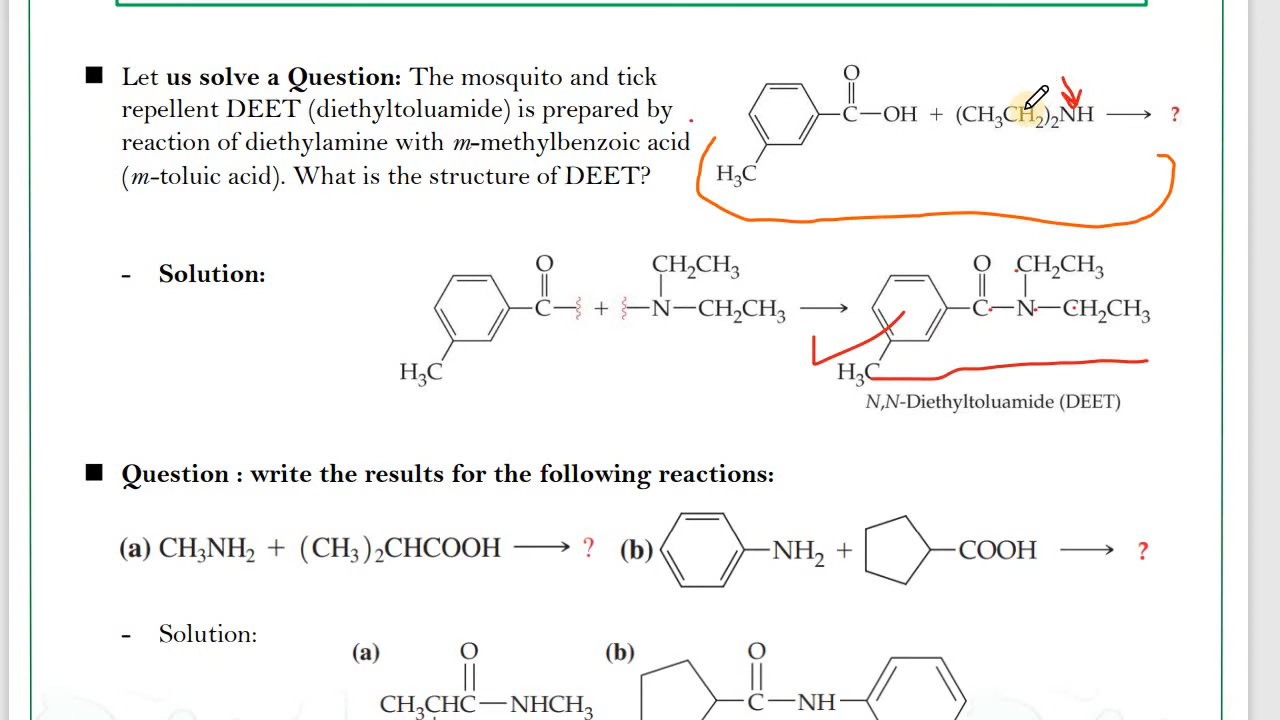 ■ Let us solve a Question: The mosquito and tick
repellent DEET (diethyltoluamide) is prepared by
reaction of diethylamine with m-methylbenzoic acid
(m-toluic acid). What is the structure of DEET?
O
C—OH + (CH₃CH₂)₂NH ⟶ ?
H₃C
- Solution:
O CH₂CH₃ O CH₂CH₃
C + N—CH₂CH₃ ⟶ C—N—CH₂CH₃
H₃C H₃C
N,N-Diethyltoluamide (DEET)
■ Question : write the results for the following reactions:
(a) CH₃NH₂ + (CH₃)₂CHCOOH ⟶ ? (b) —NH₂ + —COOH ⟶ ?
- Solution:
(a) O (b) O
CH₃CHC—NHCH₃ C—NH